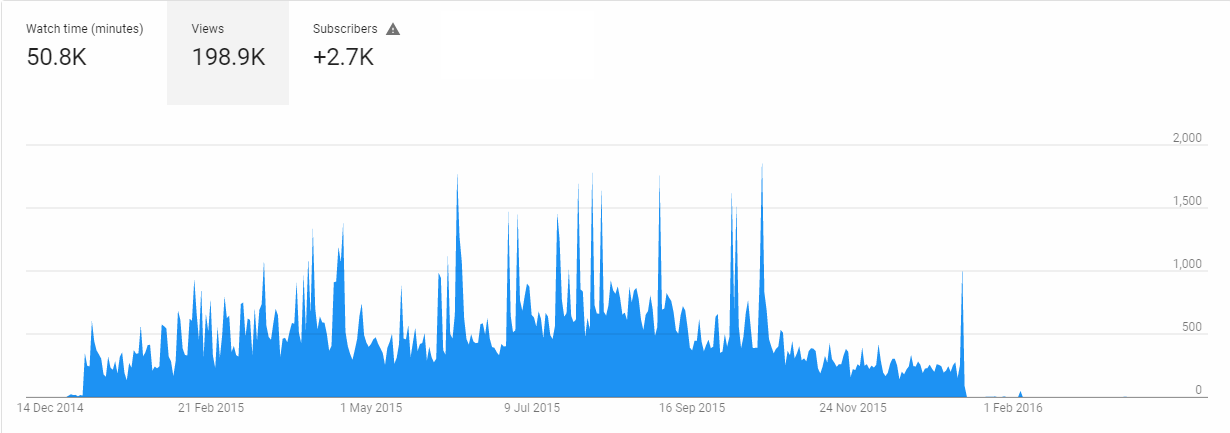 Watch time (minutes) Views Subscribers
50.8K 198.9K +2.7K
2,000
1,500
1,000
500
0
14 Dec 2014 21 Feb 2015 1 May 2015 9 Jul 2015 16 Sep 2015 24 Nov 2015 1 Feb 2016